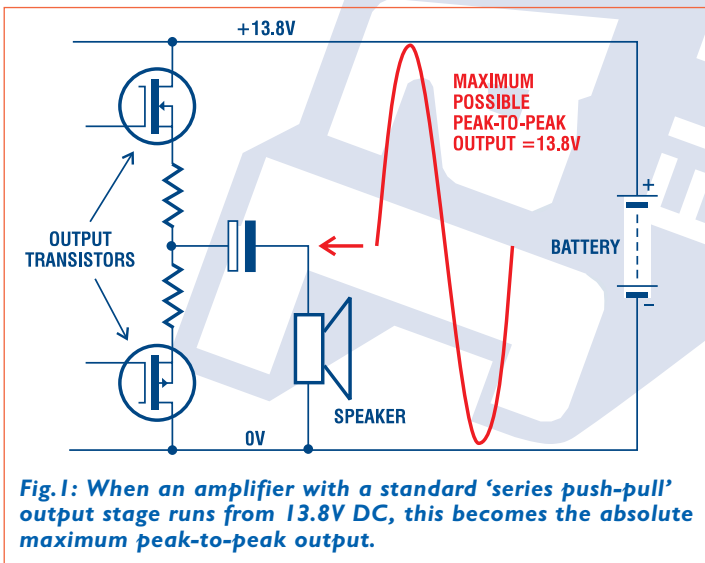 +13.8V
MAXIMUM
POSSIBLE
PEAK-TO-PEAK
OUTPUT =13.8V
OUTPUT
TRANSISTORS
+
BATTERY
–
SPEAKER
0V
Fig.1: When an amplifier with a standard ‘series push-pull’
output stage runs from 13.8V DC, this becomes the absolute
maximum peak-to-peak output.